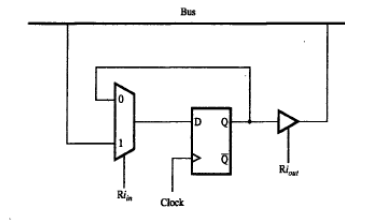 Bus
0
D Q
1
Q̅
Ri_in
Ri_out
Clock